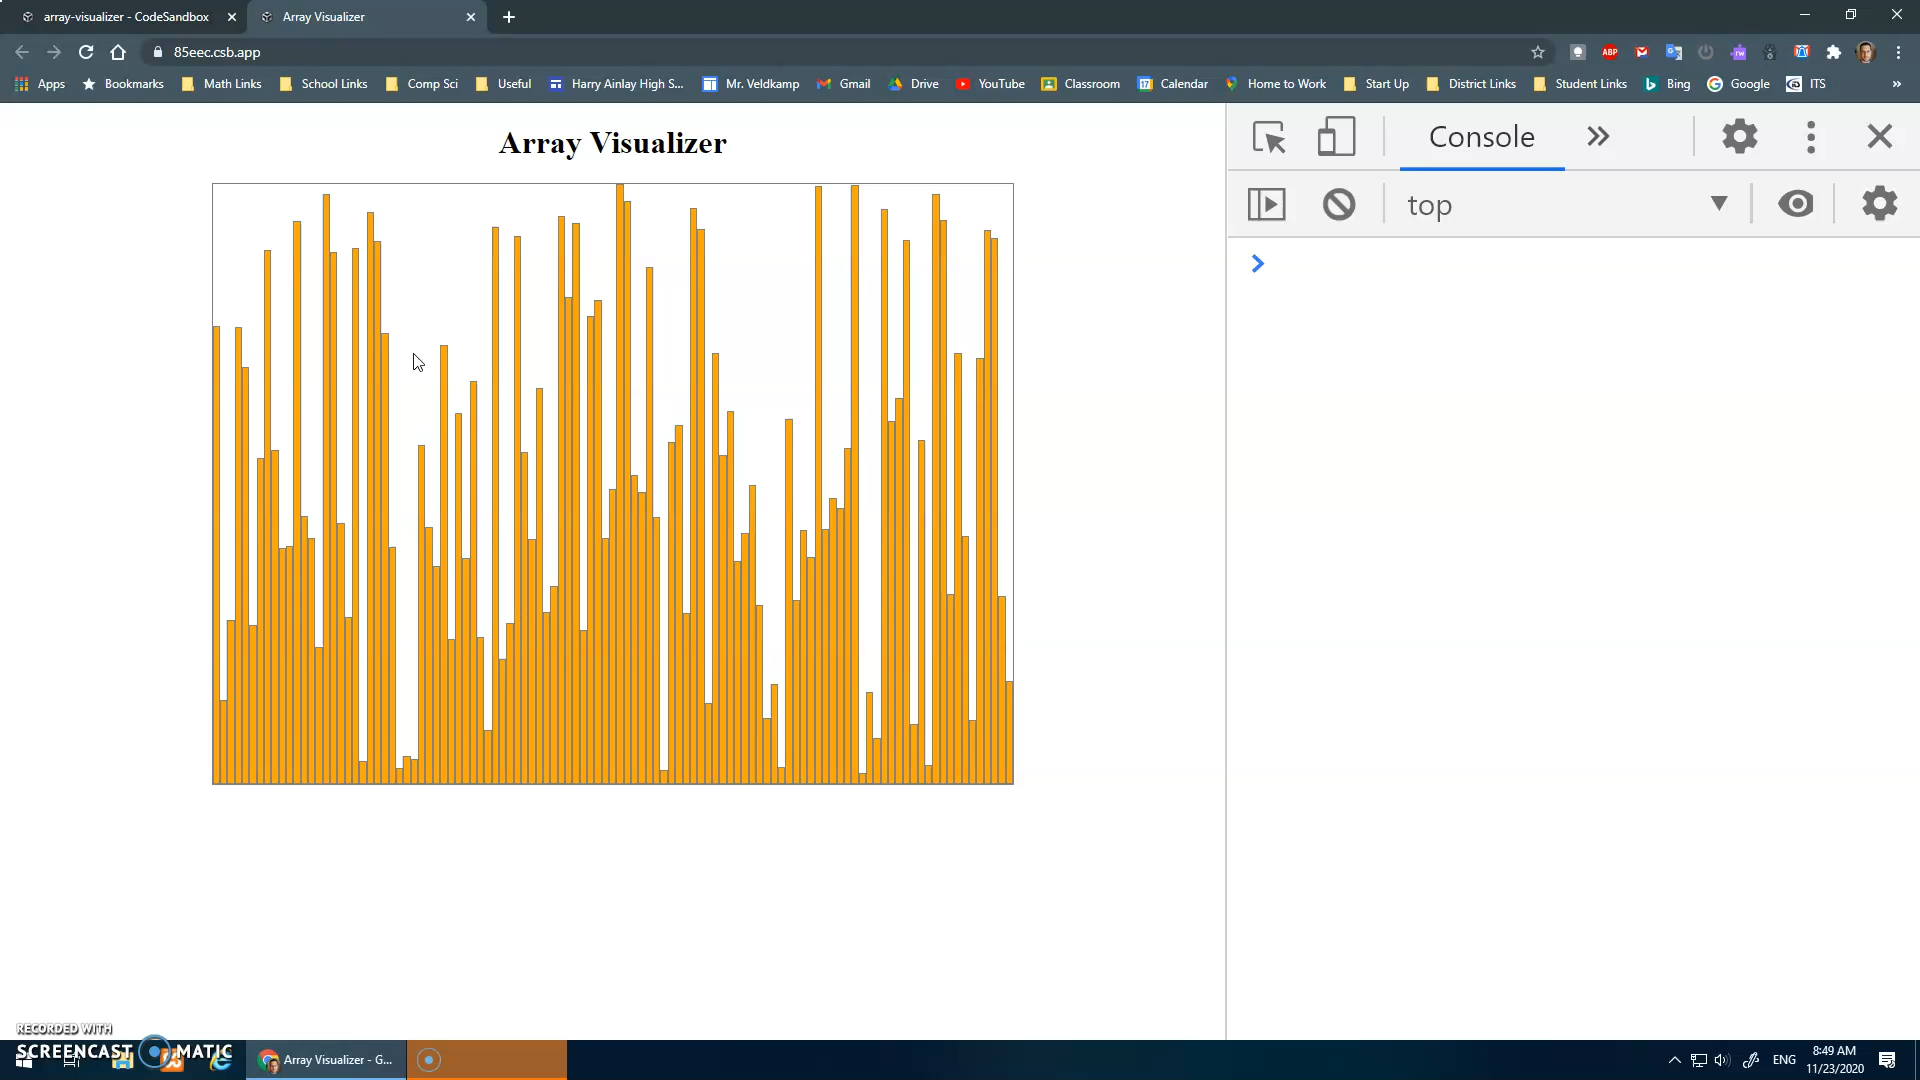 array-visualizer - CodeSandbox
Array Visualizer
85eec.csb.app
ABP
Apps
Bookmarks
Math Links
School Links
Comp Sci
Useful
Harry Ainlay High S...
Mr. Veldkamp
Gmail
Drive
YouTube
Classroom
Calendar
Home to Work
Start Up
District Links
Student Links
Bing
Google
ITS
»
Array Visualizer
Console
top
RECORDED WITH
SCREENCAST MATIC
Array Visualizer - G...
ENG
8:49 AM
11/23/2020